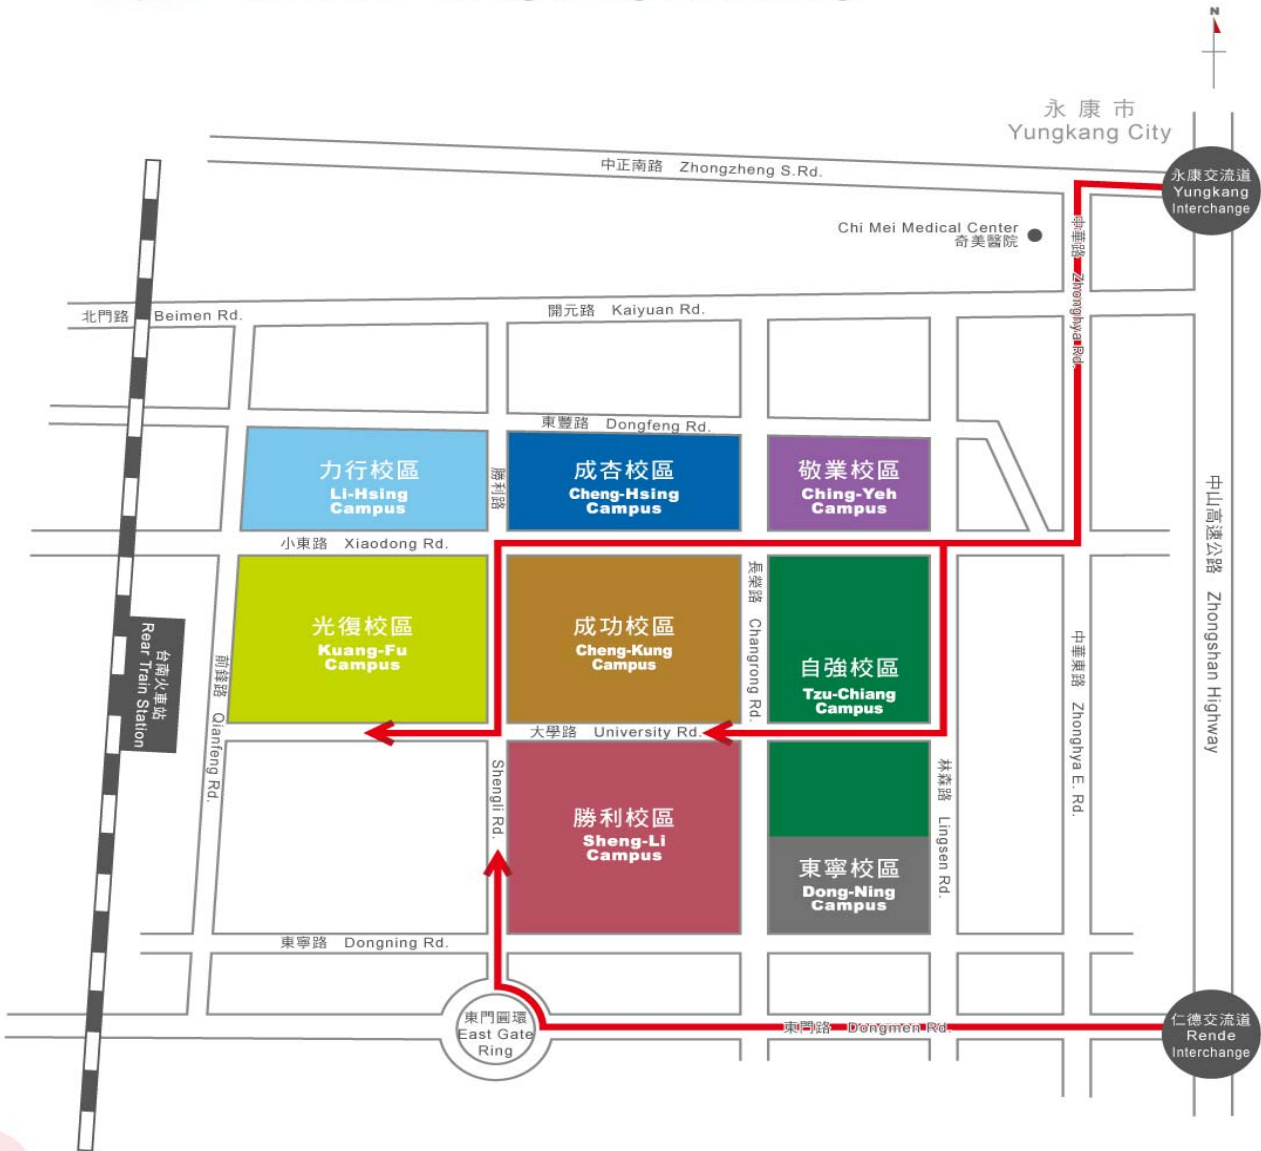 N
永康市
Yungkang City
中正南路 Zhongzheng S.Rd.
永康交流道
Yungkang
Interchange
Chi Mei Medical Center
奇美醫院
中華路 Zhonghya Rd.
北門路 Beimen Rd.
開元路 Kaiyuan Rd.
東豐路 Dongfeng Rd.
力行校區
Li-Hsing
Campus
勝利路
成杏校區
Cheng-Hsing
Campus
敬業校區
Ching-Yeh
Campus
小東路 Xiaodong Rd.
中山高速公路 Zhongshan Highway
光復校區
Kuang-Fu
Campus
成功校區
Cheng-Kung
Campus
長榮路 Changrong Rd.
自強校區
Tzu-Chiang
Campus
台南火車站
Rear Train Station
前鋒路 Qianfeng Rd.
中華東路 Zhonghya E. Rd.
大學路 University Rd.
Shengli Rd.
勝利校區
Sheng-Li
Campus
林森路 Lingsen Rd.
東寧校區
Dong-Ning
Campus
東寧路 Dongning Rd.
東門圓環
East Gate
Ring
東門路 Dongmen Rd.
仁德交流道
Rende
Interchange